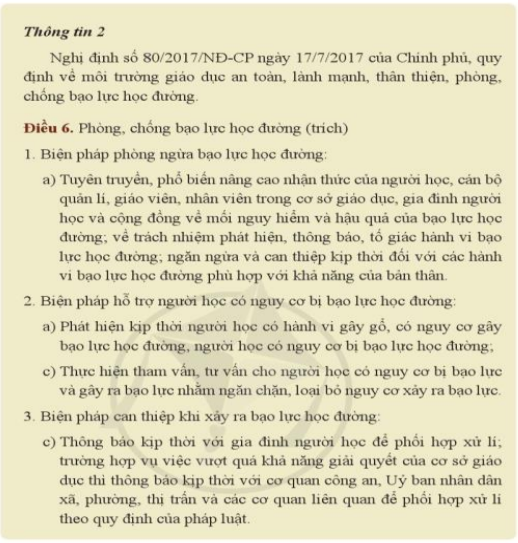 Thông tin 2
Nghị định số 80/2017/NĐ-CP ngày 17/7/2017 của Chính phủ, quy
định về môi trường giáo dục an toàn, lành mạnh, thân thiện, phòng,
chống bạo lực học đường.
Điều 6. Phòng, chống bạo lực học đường (trích)
1. Biện pháp phòng ngừa bạo lực học đường:
a) Tuyên truyền, phổ biến nâng cao nhận thức của người học, cán bộ
quản lí, giáo viên, nhân viên trong cơ sở giáo dục, gia đình người
học và cộng đồng về mối nguy hiểm và hậu quả của bạo lực học
đường; về trách nhiệm phát hiện, thông báo, tố giác hành vi bạo
lực học đường; ngăn ngừa và can thiệp kịp thời đối với các hành
vi bạo lực học đường phù hợp với khả năng của bản thân.
2. Biện pháp hỗ trợ người học có nguy cơ bị bạo lực học đường:
a) Phát hiện kịp thời người học có hành vi gây gổ, có nguy cơ gây
bạo lực học đường, người học có nguy cơ bị bạo lực học đường;
c) Thực hiện tham vấn, tư vấn cho người học có nguy cơ bị bạo lực
và gây ra bạo lực nhằm ngăn chặn, loại bỏ nguy cơ xảy ra bạo lực.
3. Biện pháp can thiệp khi xảy ra bạo lực học đường:
c) Thông báo kịp thời với gia đình người học để phối hợp xử lí;
trường hợp vụ việc vượt quá khả năng giải quyết của cơ sở giáo
dục thì thông báo kịp thời với cơ quan công an, Uỷ ban nhân dân
xã, phường, thị trấn và các cơ quan liên quan để phối hợp xử lí
theo quy định của pháp luật.